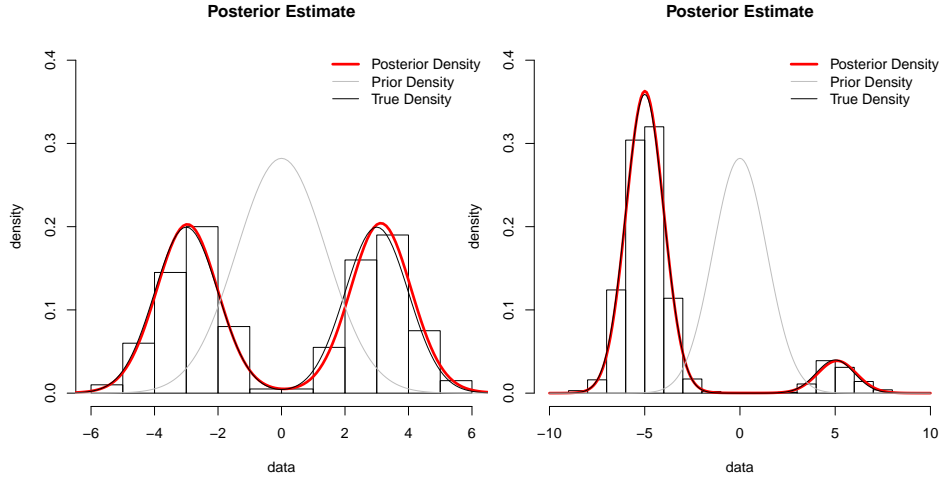 Posterior Estimate
density
0.0 0.1 0.2 0.3 0.4
Posterior Density
Prior Density
True Density
−6 −4 −2 0 2 4 6
data
Posterior Estimate
density
0.0 0.1 0.2 0.3 0.4
Posterior Density
Prior Density
True Density
−10 −5 0 5 10
data